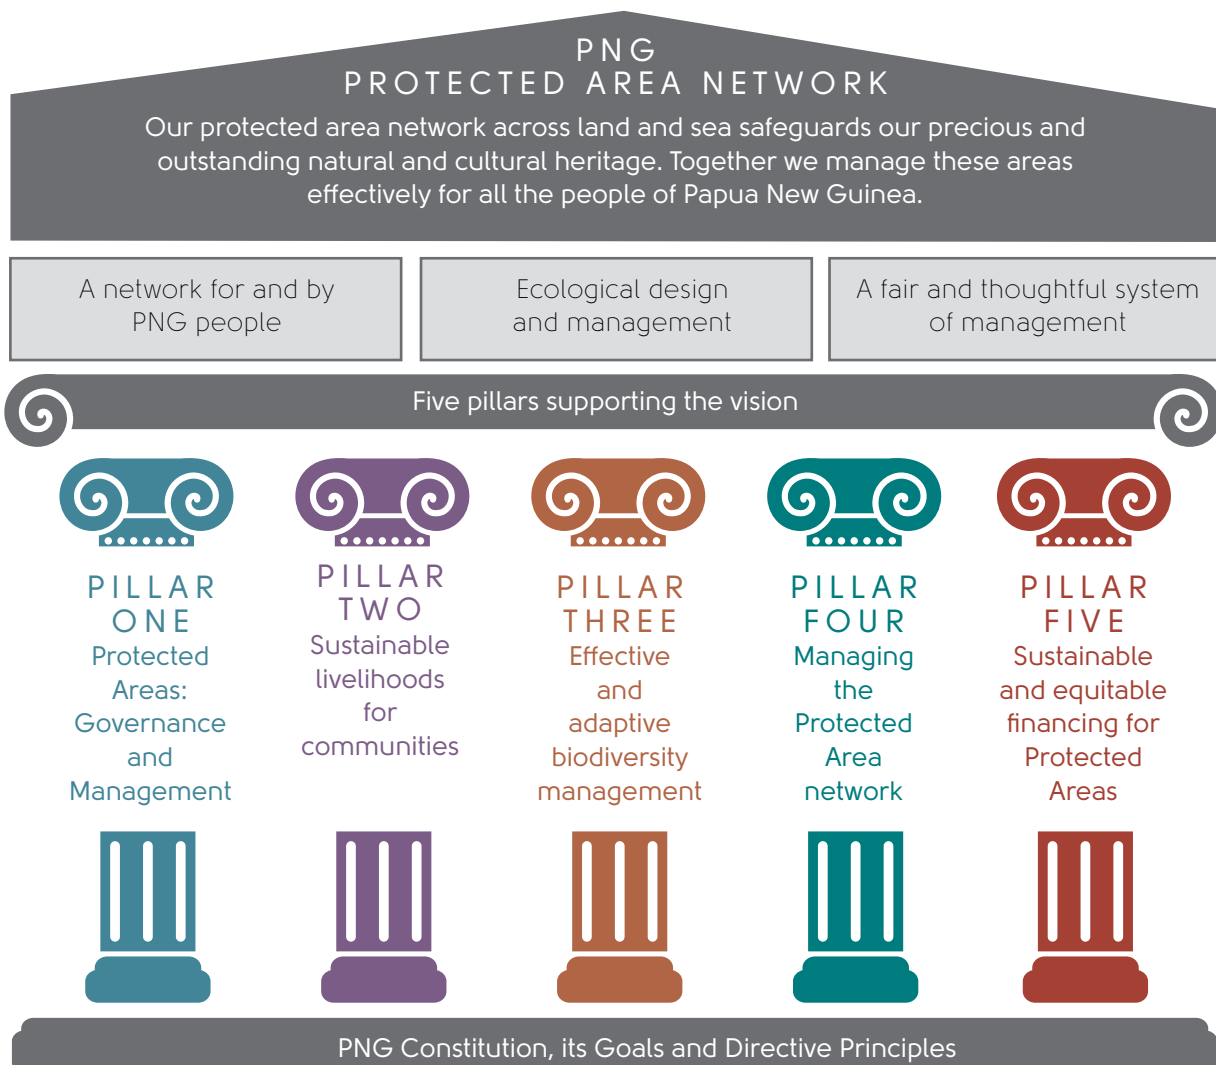 PNG
PROTECTED AREA NETWORK
Our protected area network across land and sea safeguards our precious and
outstanding natural and cultural heritage. Together we manage these areas
effectively for all the people of Papua New Guinea.
A network for and by
PNG people
Ecological design
and management
A fair and thoughtful system
of management
Five pillars supporting the vision
PILLAR
ONE
Protected
Areas:
Governance
and
Management
PILLAR
TWO
Sustainable
livelihoods
for
communities
PILLAR
THREE
Effective
and
adaptive
biodiversity
management
PILLAR
FOUR
Managing
the
Protected
Area
network
PILLAR
FIVE
Sustainable
and equitable
financing for
Protected
Areas
PNG Constitution, its Goals and Directive Principles